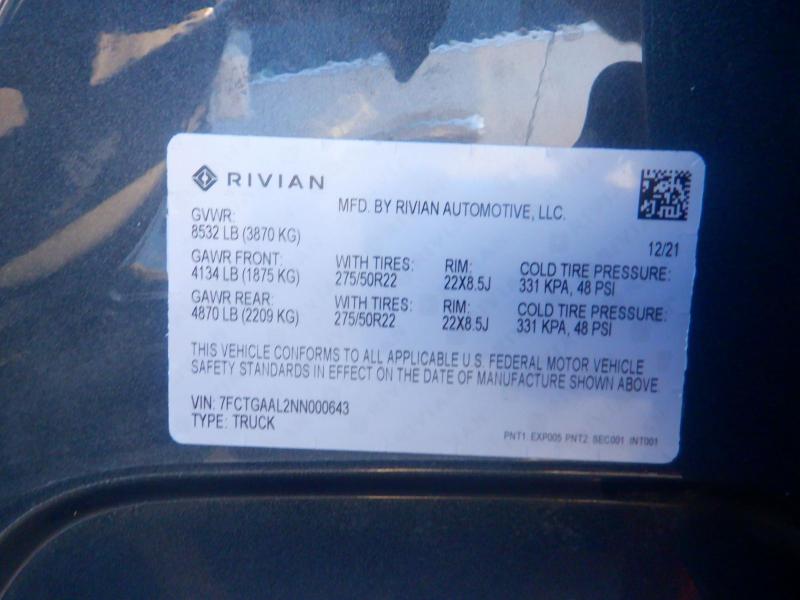 RIVIAN
MFD. BY RIVIAN AUTOMOTIVE, LLC.
12/21
GVWR:
8532 LB (3870 KG)
GAWR FRONT: WITH TIRES: RIM: COLD TIRE PRESSURE:
4134 LB (1875 KG) 275/50R22 22X8.5J 331 KPA, 48 PSI
GAWR REAR: WITH TIRES: RIM: COLD TIRE PRESSURE:
4870 LB (2209 KG) 275/50R22 22X8.5J 331 KPA, 48 PSI
THIS VEHICLE CONFORMS TO ALL APPLICABLE U.S. FEDERAL MOTOR VEHICLE
SAFETY STANDARDS IN EFFECT ON THE DATE OF MANUFACTURE SHOWN ABOVE.
VIN: 7FCTGAAL2NN000643
TYPE: TRUCK
PNT1: EXP005 PNT2: SEC001 INT001